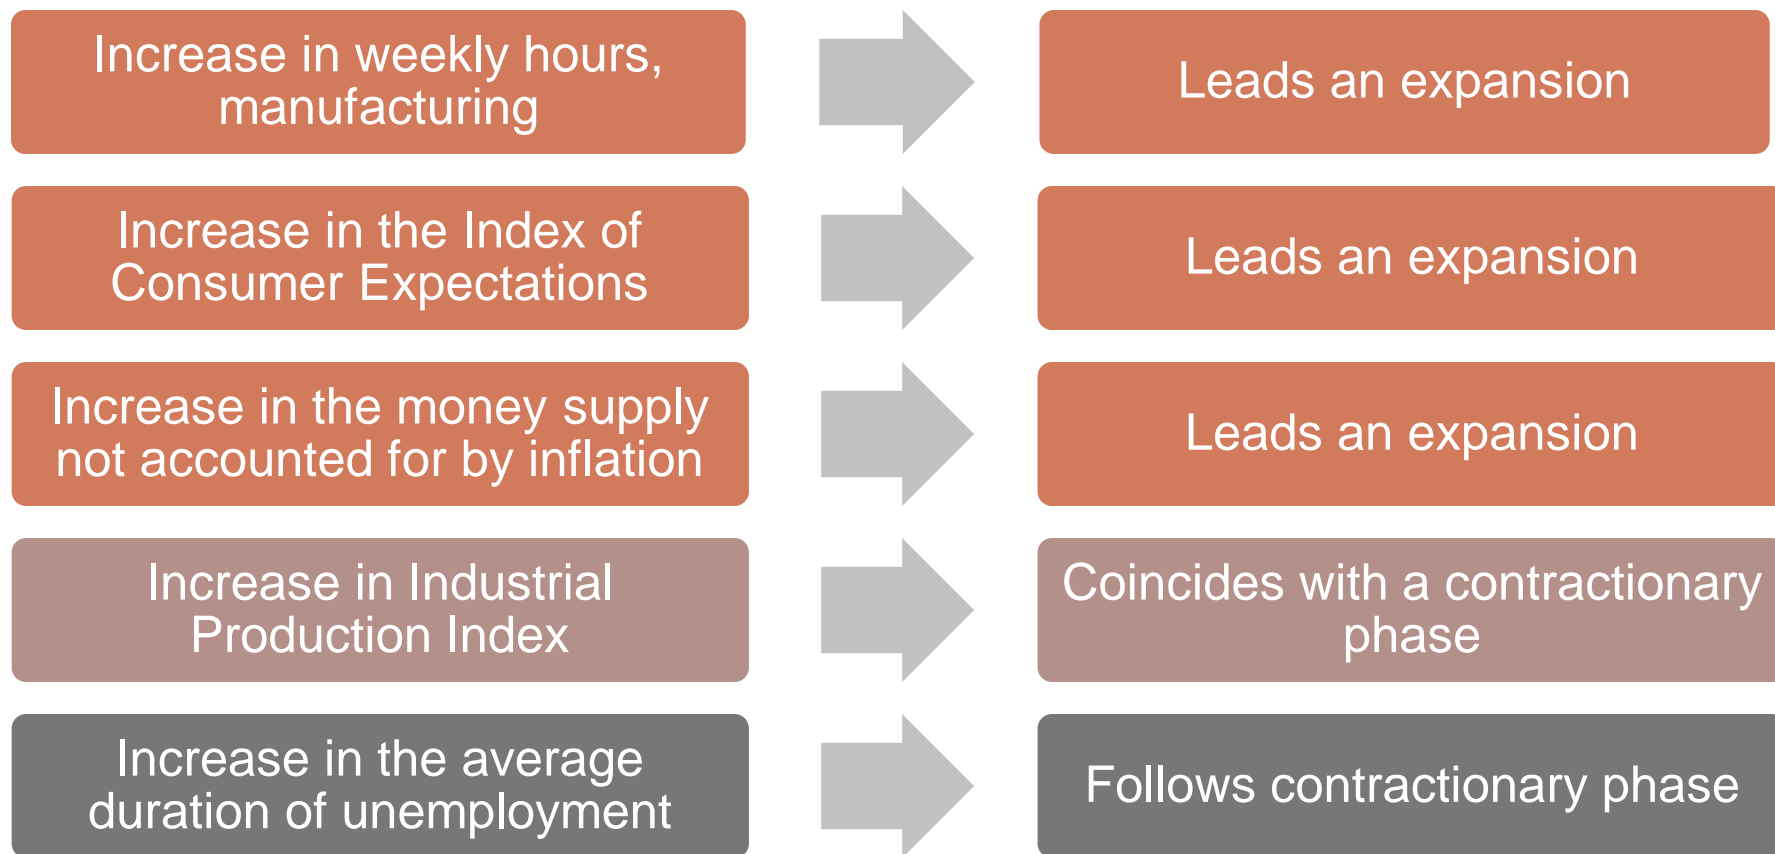 Increase in weekly hours,
manufacturing
Leads an expansion
Increase in the Index of
Consumer Expectations
Leads an expansion
Increase in the money supply
not accounted for by inflation
Leads an expansion
Increase in Industrial
Production Index
Coincides with a contractionary
phase
Increase in the average
duration of unemployment
Follows contractionary phase